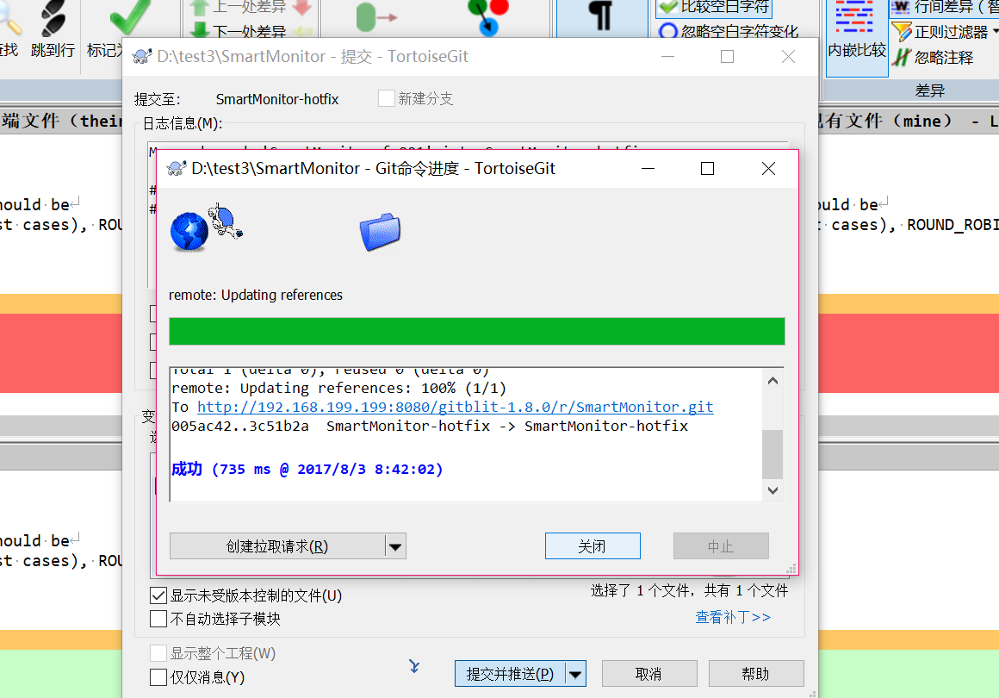 上一处差异
比较空白字符
行间差异
找
跳到行
标记为
下一处差异
忽略空白字符变化
内嵌比较
正则过滤器
忽略注释
差异
D:\test3\SmartMonitor - 提交 - TortoiseGit
提交至:
SmartMonitor-hotfix
新建分支
端文件（their
日志信息(M):
有文件（mine） - L
D:\test3\SmartMonitor - Git命令进度 - TortoiseGit
#
#
hould be
uld be
st cases), ROU
cases), ROUND_ROBI
remote: Updating references
Total 1 (delta 0), reused 0 (delta 0)
remote: Updating references: 100% (1/1)
To http://192.168.199.199:8080/gitblit-1.8.0/r/SmartMonitor.git
005ac42..3c51b2a SmartMonitor-hotfix -> SmartMonitor-hotfix
成功 (735 ms @ 2017/8/3 8:42:02)
创建拉取请求(R)
关闭
中止
hould be
st cases), ROU
显示未受版本控制的文件(U)
选择了 1 个文件，共有 1 个文件
不自动选择子模块
查看补丁>>
显示整个工程(W)
仅仅消息(Y)
提交并推送(P)
取消
帮助